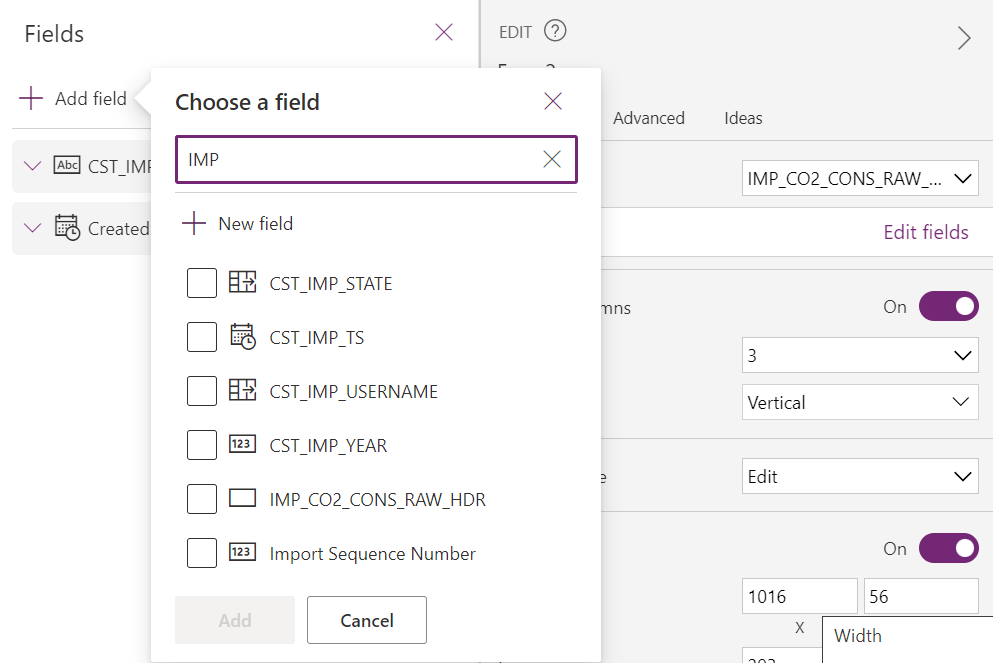 Fields
Add field
Abc CST_IMP
Created
Choose a field
IMP
New field
CST_IMP_STATE
CST_IMP_TS
CST_IMP_USERNAME
123 CST_IMP_YEAR
IMP_CO2_CONS_RAW_HDR
123 Import Sequence Number
Add Cancel
EDIT ?
Advanced Ideas
IMP_CO2_CONS_RAW_...
Edit fields
mns On
3
Vertical
e Edit
On
1016 56
X
Width